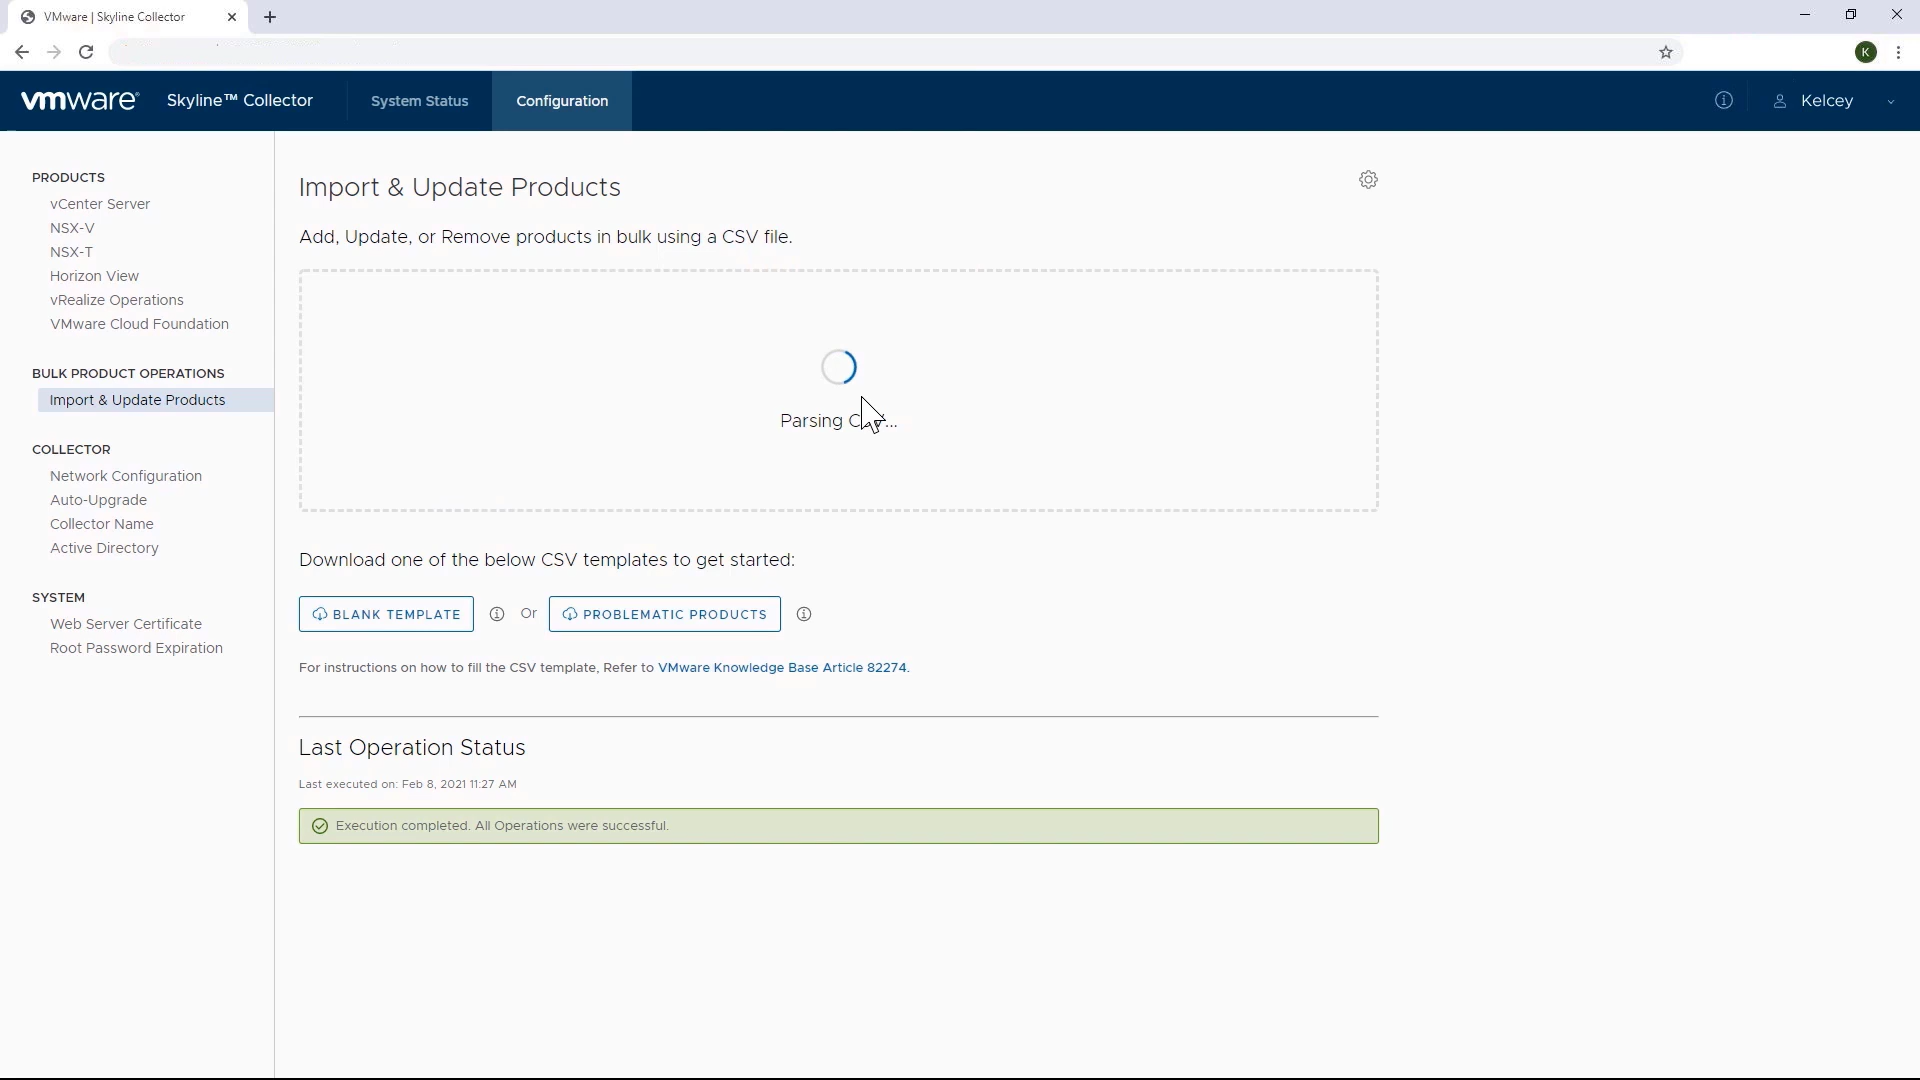 VMware | Skyline Collector
K
vmware® Skyline™ Collector System Status Configuration Kelcey
PRODUCTS
vCenter Server
NSX-V
NSX-T
Horizon View
vRealize Operations
VMware Cloud Foundation
BULK PRODUCT OPERATIONS
Import & Update Products
COLLECTOR
Network Configuration
Auto-Upgrade
Collector Name
Active Directory
SYSTEM
Web Server Certificate
Root Password Expiration
Import & Update Products
Add, Update, or Remove products in bulk using a CSV file.
Parsing
Download one of the below CSV templates to get started:
BLANK TEMPLATE Or PROBLEMATIC PRODUCTS
For instructions on how to fill the CSV template, Refer to VMware Knowledge Base Article 82274.
Last Operation Status
Last executed on: Feb 8, 2021 11:27 AM
Execution completed. All Operations were successful.